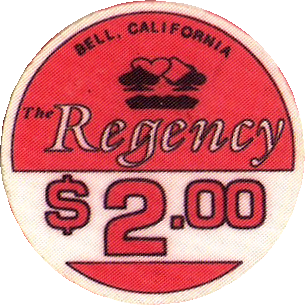 BELL, CALIFORNIA
The Regency
$2.00